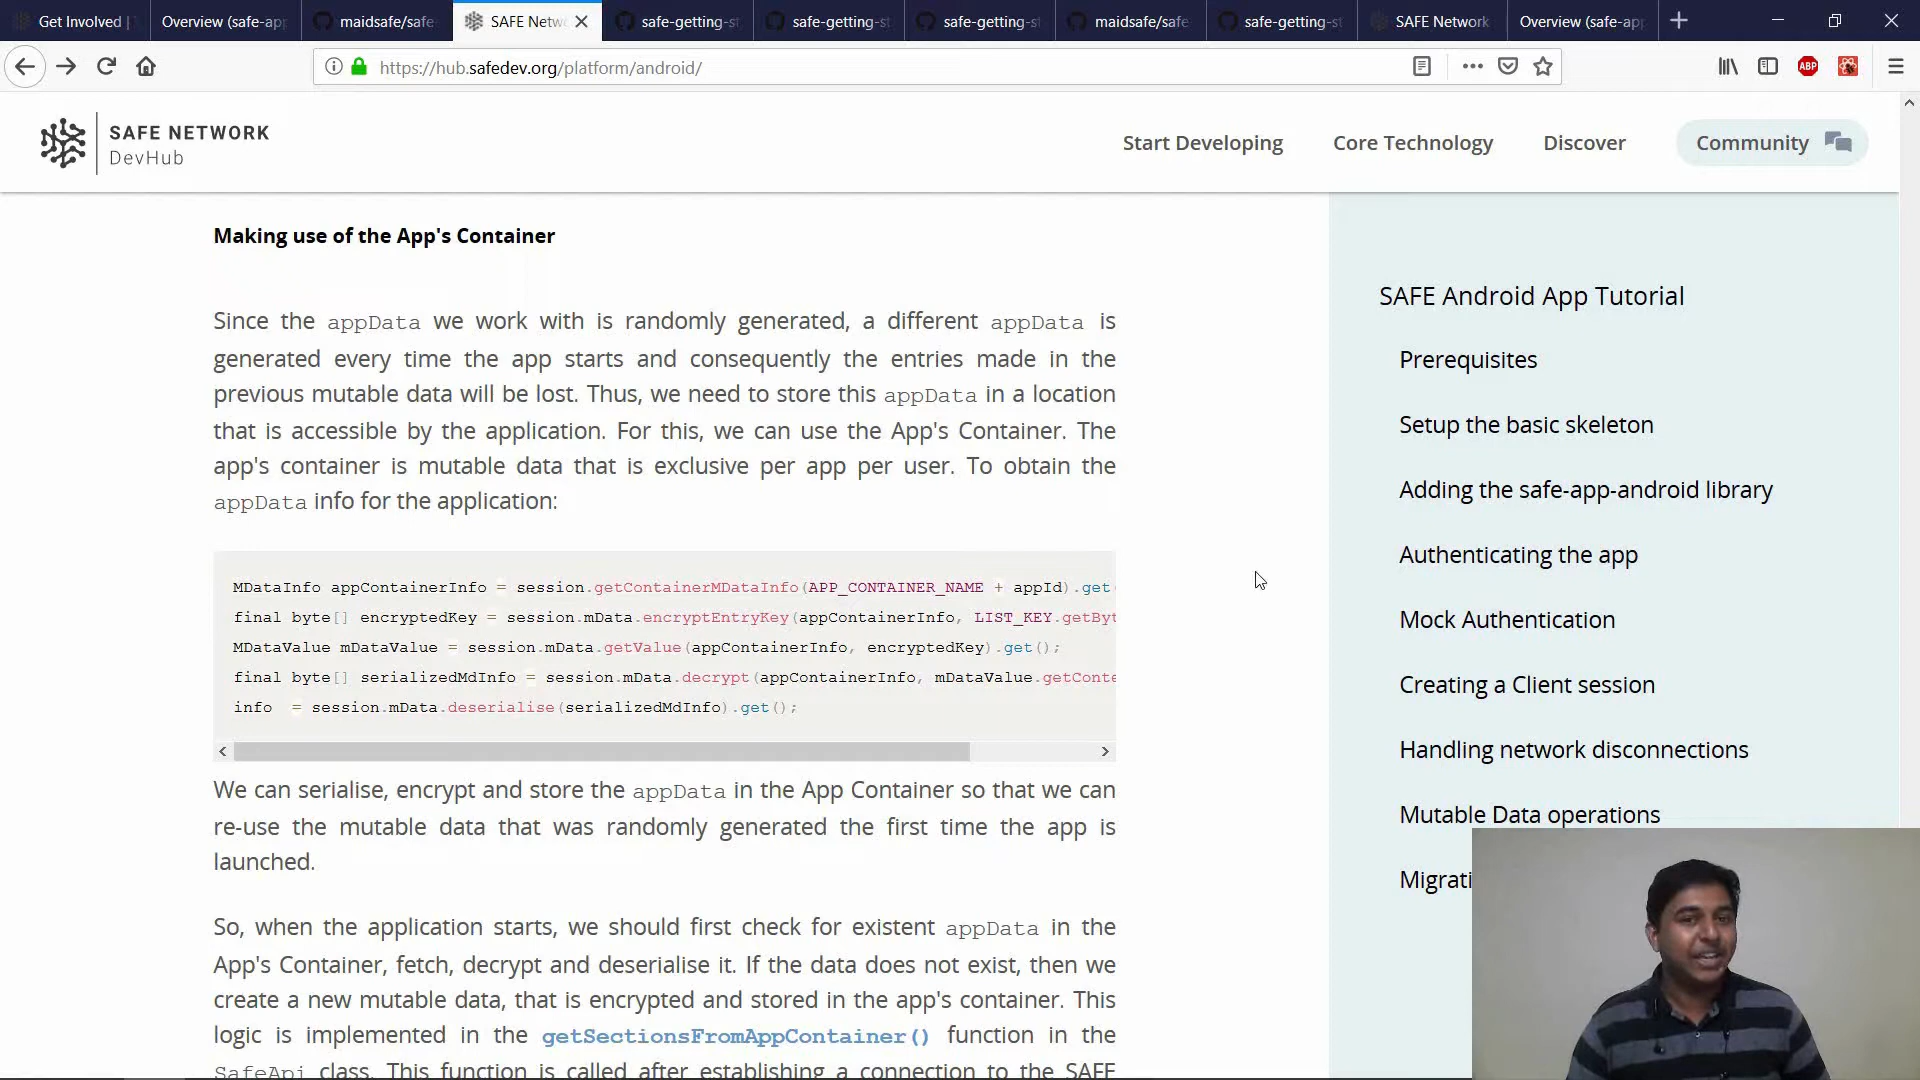 Get Involved | T
Overview (safe-app
maidsafe/safe
SAFE Netwo
safe-getting-st
safe-getting-st
safe-getting-st
maidsafe/safe
safe-getting-st
SAFE Network
Overview (safe-app
https://hub.safedev.org/platform/android/
ABP
SAFE NETWORK
DevHub
Start Developing
Core Technology
Discover
Community
Making use of the App's Container
Since the appData we work with is randomly generated, a different appData is
generated every time the app starts and consequently the entries made in the
previous mutable data will be lost. Thus, we need to store this appData in a location
that is accessible by the application. For this, we can use the App's Container. The
app's container is mutable data that is exclusive per app per user. To obtain the
appData info for the application:
MDataInfo appContainerInfo = session.getContainerMDataInfo(APP_CONTAINER_NAME + appId).get(
final byte[] encryptedKey = session.mData.encryptEntryKey(appContainerInfo, LIST_KEY.getByt
MDataValue mDataValue = session.mData.getValue(appContainerInfo, encryptedKey).get();
final byte[] serializedMdInfo = session.mData.decrypt(appContainerInfo, mDataValue.getConte
info = session.mData.deserialise(serializedMdInfo).get();
We can serialise, encrypt and store the appData in the App Container so that we can
re-use the mutable data that was randomly generated the first time the app is
launched.
So, when the application starts, we should first check for existent appData in the
App's Container, fetch, decrypt and deserialise it. If the data does not exist, then we
create a new mutable data, that is encrypted and stored in the app's container. This
logic is implemented in the getSectionsFromAppContainer() function in the
SafeApi class. This function is called after establishing a connection to the SAFE
SAFE Android App Tutorial
Prerequisites
Setup the basic skeleton
Adding the safe-app-android library
Authenticating the app
Mock Authentication
Creating a Client session
Handling network disconnections
Mutable Data operations
Migrati